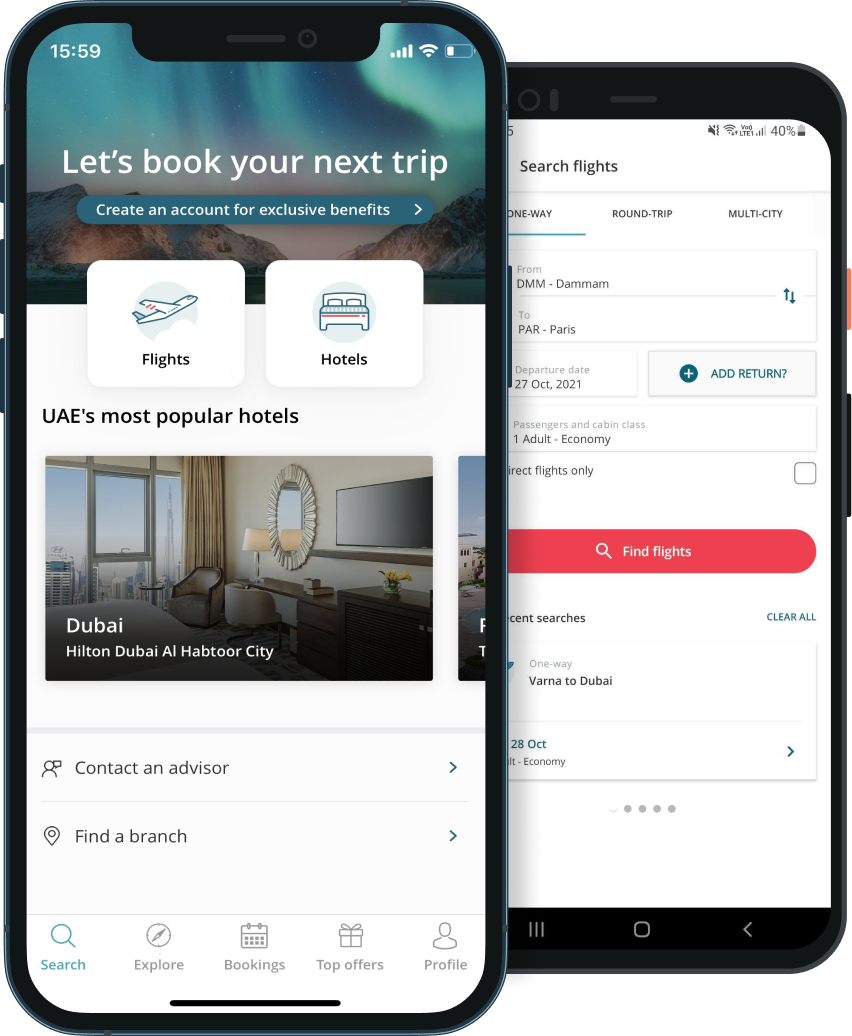 15:59
Let's book your next trip
Create an account for exclusive benefits
Flights
Hotels
UAE's most popular hotels
Dubai
Hilton Dubai Al Habtoor City
Contact an advisor
Find a branch
Search
Explore
Bookings
Top offers
Profile
40%
Search flights
ONE-WAY
ROUND-TRIP
MULTI-CITY
From
DMM - Dammam
To
PAR - Paris
Departure date
27 Oct, 2021
ADD RETURN?
Passengers and cabin class
1 Adult - Economy
flights only
Find flights
searches
CLEAR ALL
One-way
Varna to Dubai
28 Oct
- Economy